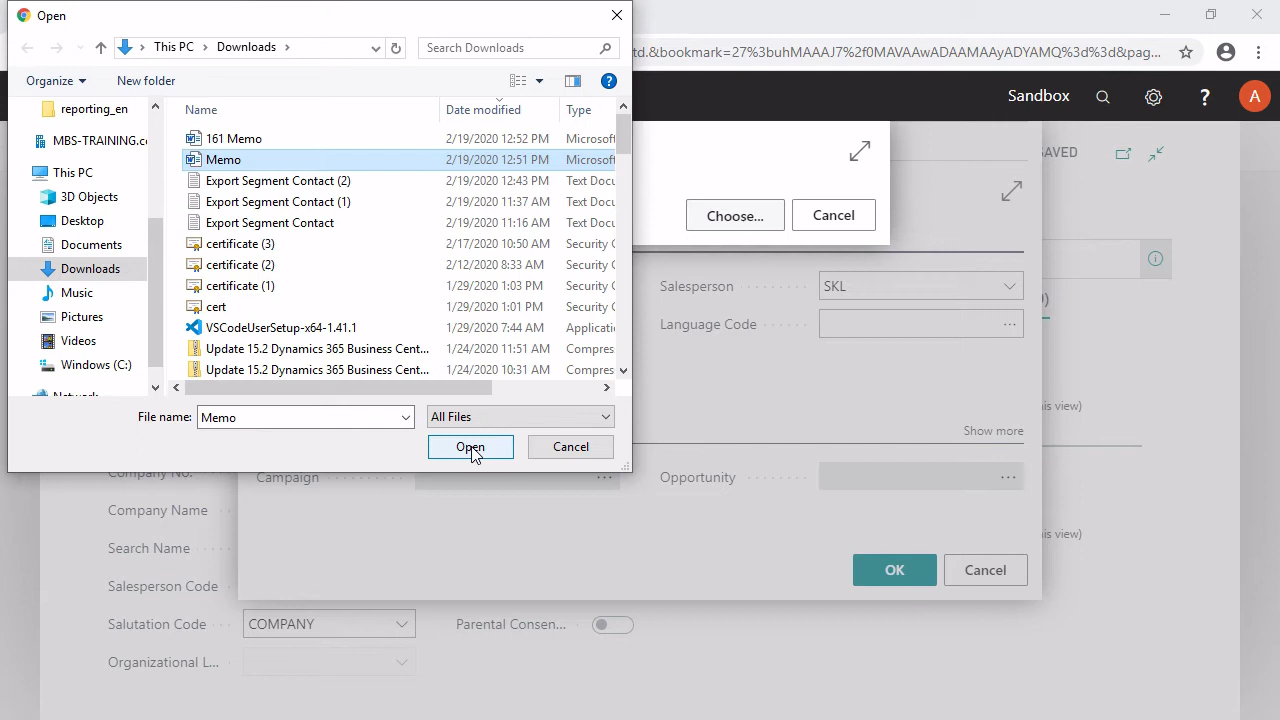 Open
This PC
Downloads
Search Downloads
td.&bookmark=27%3buhMAAAJ7%2f0MAVAAwADAAMAAyADYAMQ%3d%3d&pag...
Organize
New folder
Sandbox
?
A
reporting_en
MBS-TRAINING.cc
This PC
3D Objects
Desktop
Documents
Downloads
Music
Pictures
Videos
Windows (C:)
Name Date modified Type
161 Memo 2/19/2020 12:52 PM Microsoft
Memo 2/19/2020 12:51 PM Microsoft
Export Segment Contact (2) 2/19/2020 12:43 PM Text Docu
Export Segment Contact (1) 2/19/2020 11:37 AM Text Docu
Export Segment Contact 2/19/2020 11:16 AM Text Docu
certificate (3) 2/17/2020 10:50 AM Security C
certificate (2) 2/12/2020 8:33 AM Security C
certificate (1) 1/29/2020 1:03 PM Security C
cert 1/29/2020 1:01 PM Security C
VSCodeUserSetup-x64-1.41.1 1/29/2020 7:44 AM Applicatio
Update 15.2 Dynamics 365 Business Cent... 1/24/2020 11:51 AM Compress
Update 15.2 Dynamics 365 Business Cent... 1/24/2020 10:31 AM Compress
File name: Memo All Files
Open Cancel
SAVED
Choose... Cancel
Salesperson SKL
Language Code
his view)
Show more
Campaign Opportunity
his view)
OK Cancel
Company No.
Company Name
Search Name
Salesperson Code
Salutation Code COMPANY Parental Consen...
Organizational L...